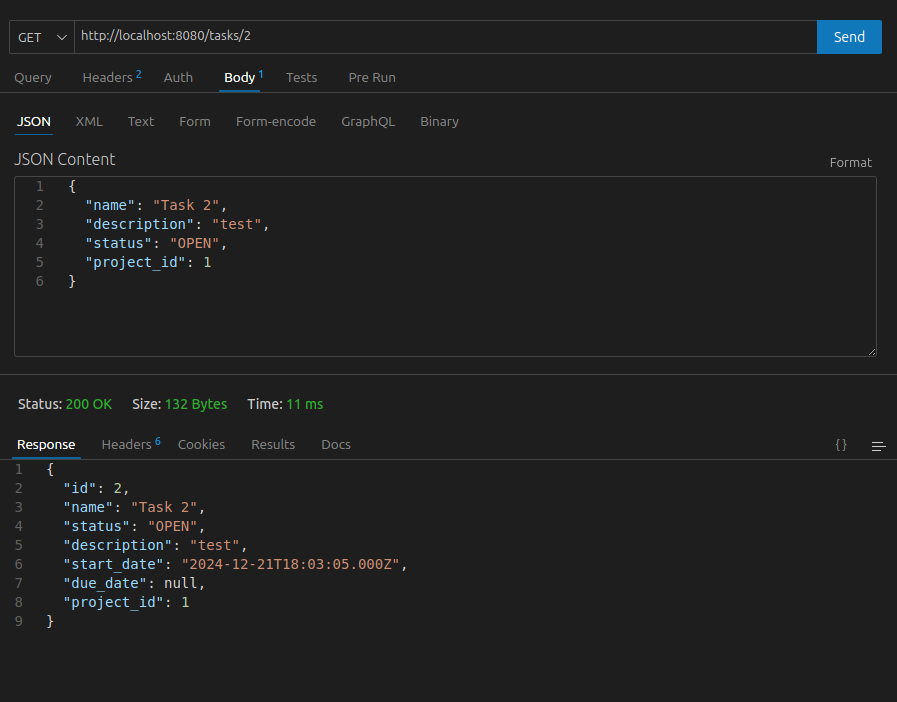 GET http://localhost:8080/tasks/2 Send
Query Headers 2 Auth Body 1 Tests Pre Run
JSON XML Text Form Form-encode GraphQL Binary
JSON Content
Format
1 {
2 "name": "Task 2",
3 "description": "test",
4 "status": "OPEN",
5 "project_id": 1
6 }
Status: 200 OK Size: 132 Bytes Time: 11 ms
Response Headers 6 Cookies Results Docs {}
1 {
2 "id": 2,
3 "name": "Task 2",
4 "status": "OPEN",
5 "description": "test",
6 "start_date": "2024-12-21T18:03:05.000Z",
7 "due_date": null,
8 "project_id": 1
9 }